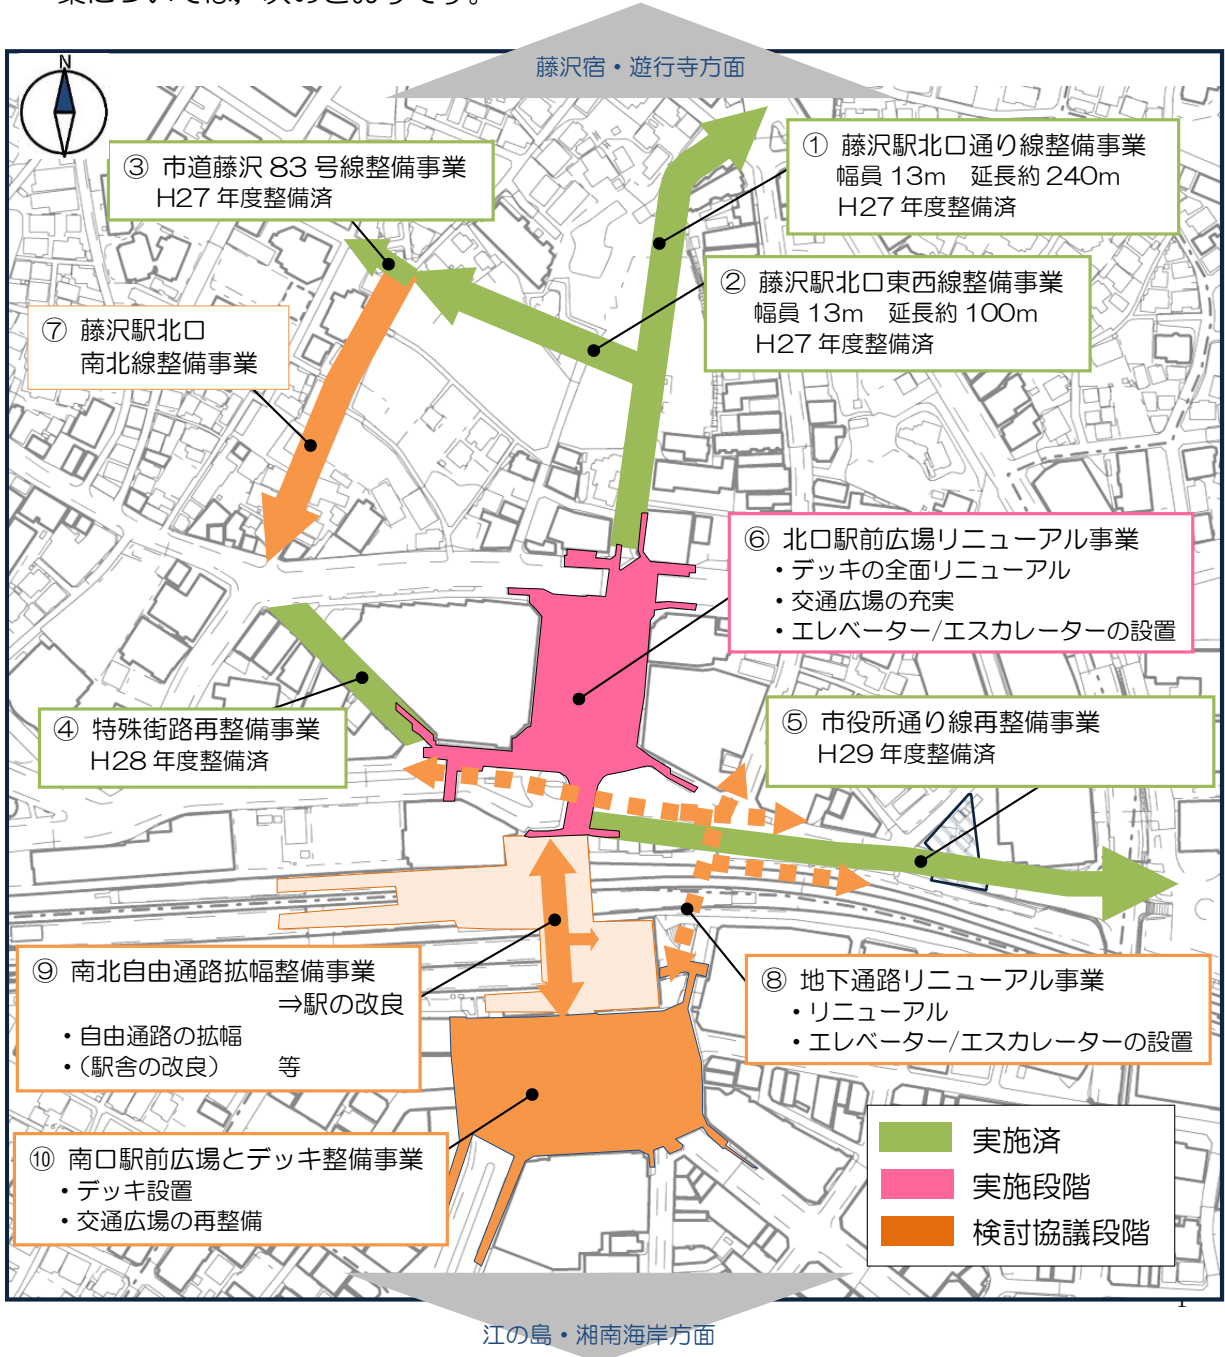 業については，次のとおりです。
藤沢宿・遊行寺方面
N
③ 市道藤沢 83 号線整備事業
H27 年度整備済
① 藤沢駅北口通り線整備事業
幅員 13m　延長約 240m
H27 年度整備済
② 藤沢駅北口東西線整備事業
幅員 13m　延長約 100m
H27 年度整備済
⑦ 藤沢駅北口
南北線整備事業
⑥ 北口駅前広場リニューアル事業
・デッキの全面リニューアル
・交通広場の充実
・エレベーター/エスカレーターの設置
④ 特殊街路再整備事業
H28 年度整備済
⑤ 市役所通り線再整備事業
H29 年度整備済
⑨ 南北自由通路拡幅整備事業
⇒駅の改良
・自由通路の拡幅
・（駅舎の改良）　　等
⑧ 地下通路リニューアル事業
・リニューアル
・エレベーター/エスカレーターの設置
⑩ 南口駅前広場とデッキ整備事業
・デッキ設置
・交通広場の再整備
実施済
実施段階
検討協議段階
江の島・湘南海岸方面